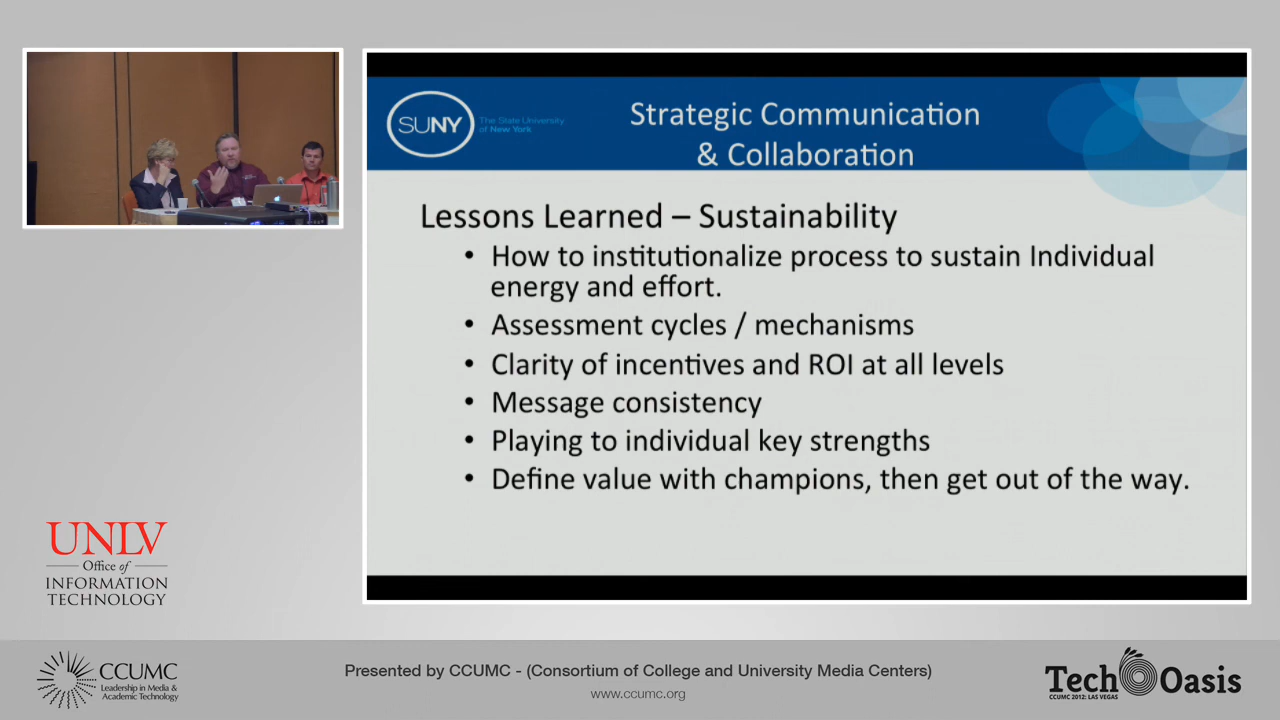 SUNY
The State University
of New York
Strategic Communication
& Collaboration
Lessons Learned – Sustainability
• How to institutionalize process to sustain Individual
energy and effort.
• Assessment cycles / mechanisms
• Clarity of incentives and ROI at all levels
• Message consistency
• Playing to individual key strengths
• Define value with champions, then get out of the way.
UNLV
Office of
INFORMATION
TECHNOLOGY
CCUMC
Leadership in Media &
Academic Technology
Presented by CCUMC - (Consortium of College and University Media Centers)
www.ccumc.org
Tech Oasis
CCUMC 2012: LAS VEGAS